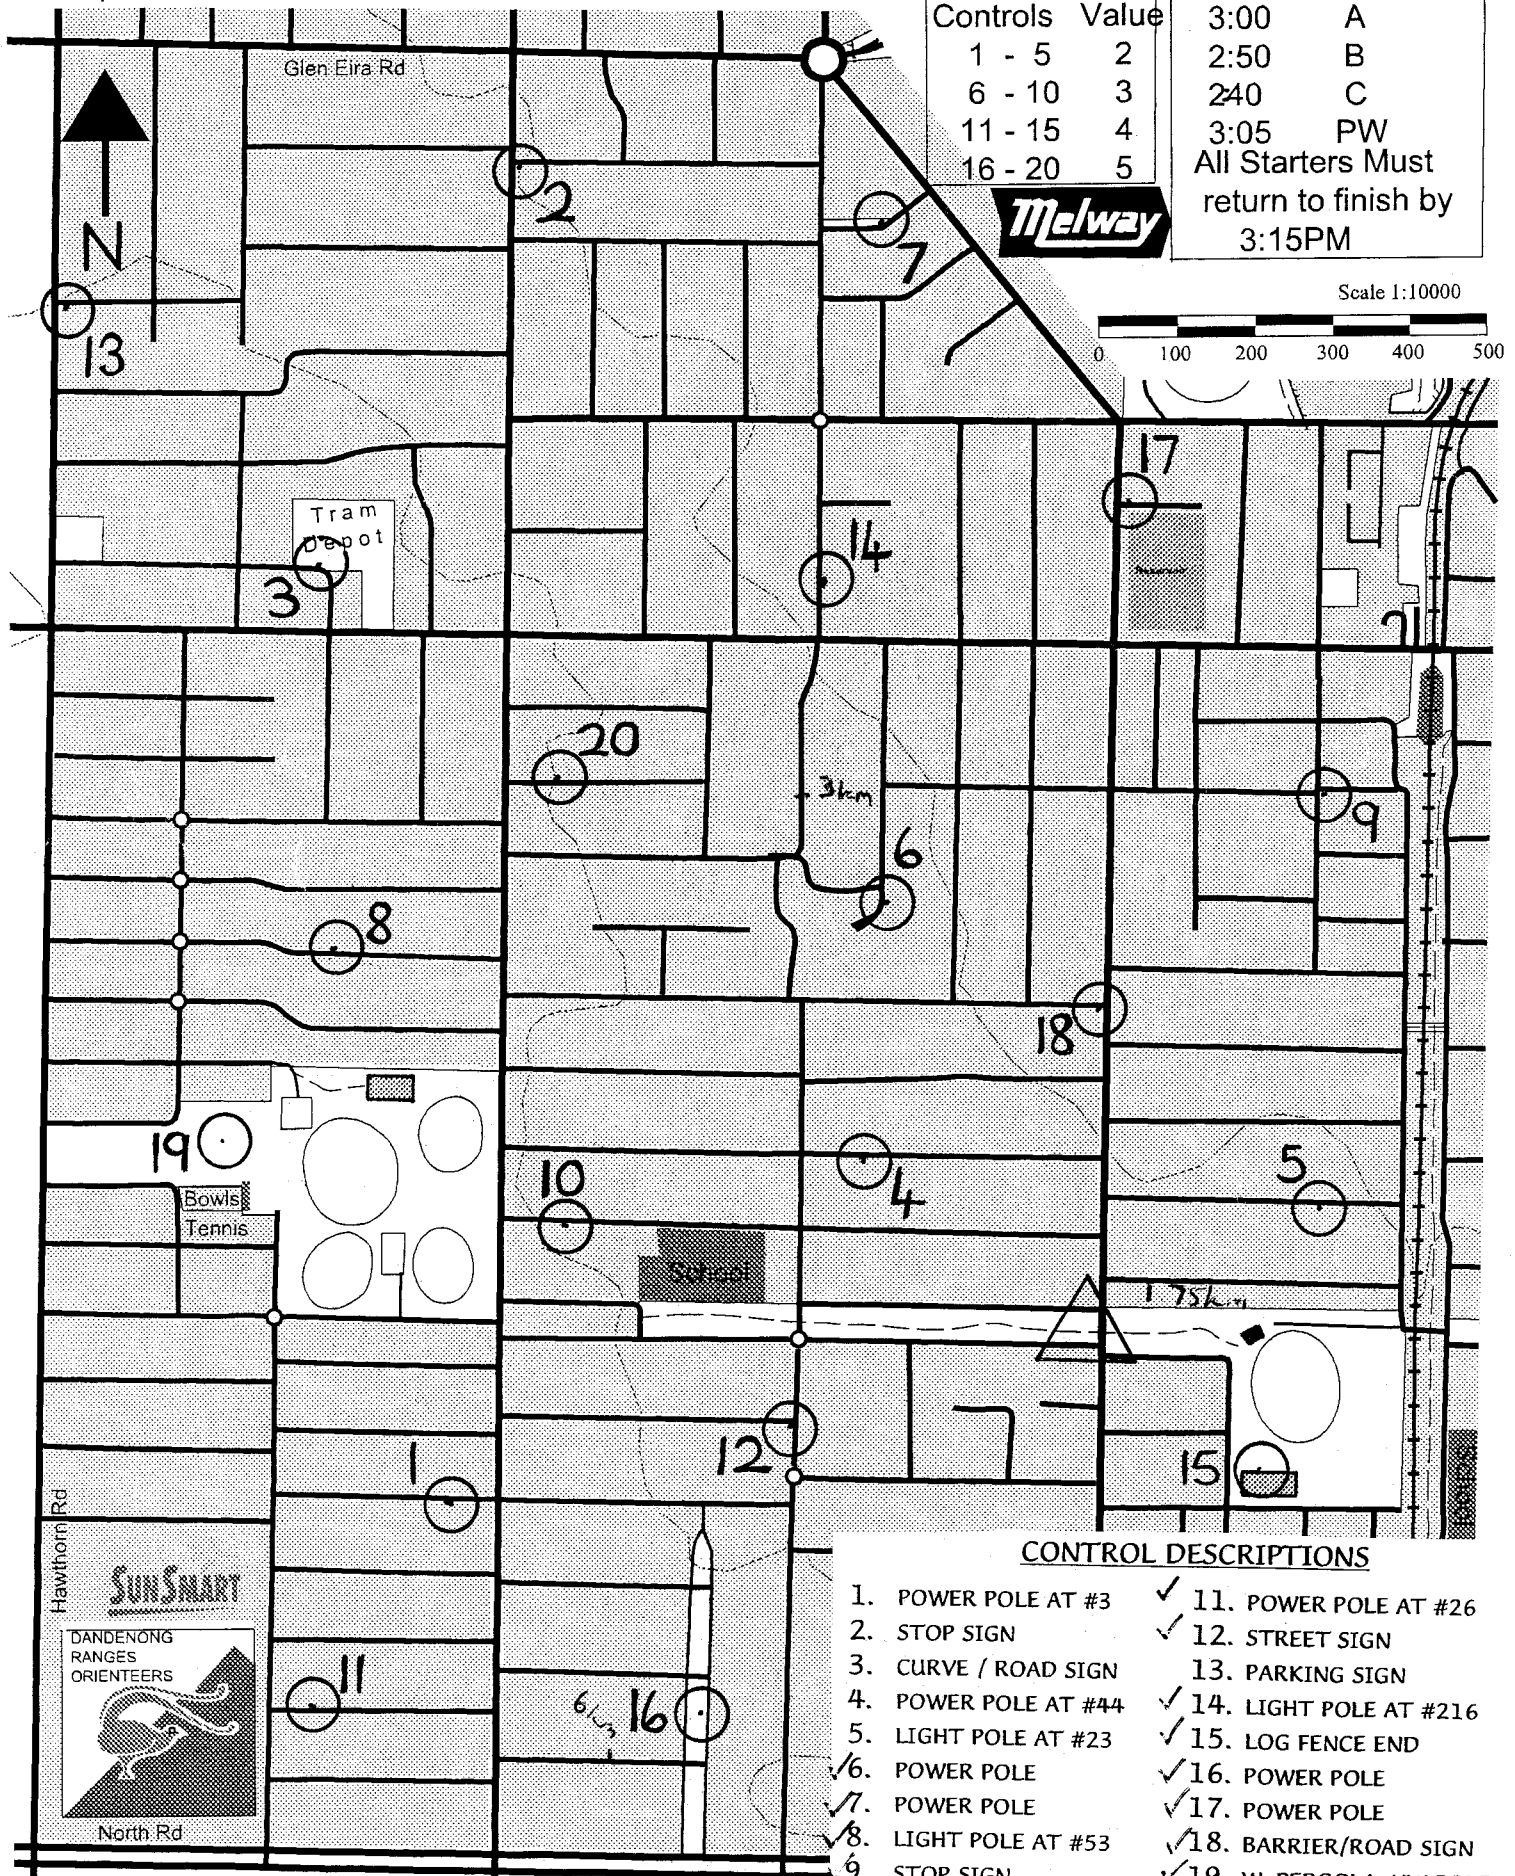 Controls Value
1 - 5 2
6 - 10 3
11 - 15 4
16 - 20 5
3:00 A
2:50 B
2:40 C
3:05 PW
All Starters Must
return to finish by
3:15PM
Melway
Scale 1:10000
0 100 200 300 400 500
Glen Eira Rd
N
2
7
13
17
Tram
Depot
14
3
20
3km
9
6
8
18
19
5
10
4
Bowls
Tennis
School
1.75km
12
1
15
Hawthorn Rd
SUNSMART
DANDENONG
RANGES
ORIENTEERS
11
6km
16
North Rd
CONTROL DESCRIPTIONS
1. POWER POLE AT #3
2. STOP SIGN
3. CURVE / ROAD SIGN
4. POWER POLE AT #44
5. LIGHT POLE AT #23
✓6. POWER POLE
✓7. POWER POLE
✓8. LIGHT POLE AT #53
9. STOP SIGN
✓ 11. POWER POLE AT #26
✓ 12. STREET SIGN
13. PARKING SIGN
✓ 14. LIGHT POLE AT #216
✓ 15. LOG FENCE END
✓16. POWER POLE
✓17. POWER POLE
✓18. BARRIER/ROAD SIGN
✓19.